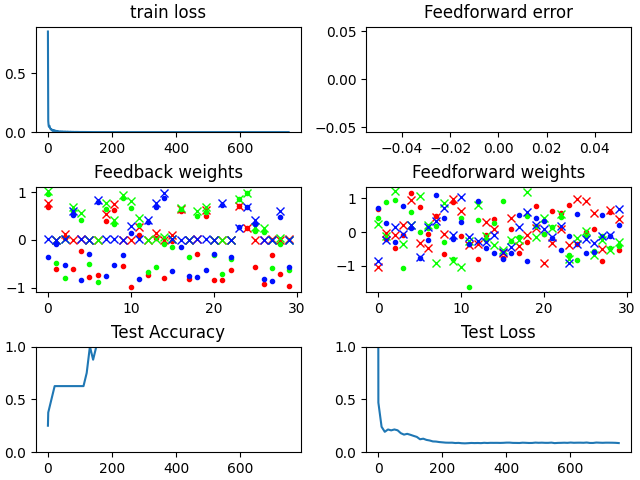 train loss
Feedforward error
0.5
0.0
0 200 400 600
0.05
0.00
−0.05
−0.04 −0.02 0.00 0.02 0.04
Feedback weights
Feedforward weights
1
0
−1
0 10 20 30
1
0
−1
0 10 20 30
Test Accuracy
Test Loss
1.0
0.5
0.0
0 200 400 600
1.0
0.5
0.0
0 200 400 600